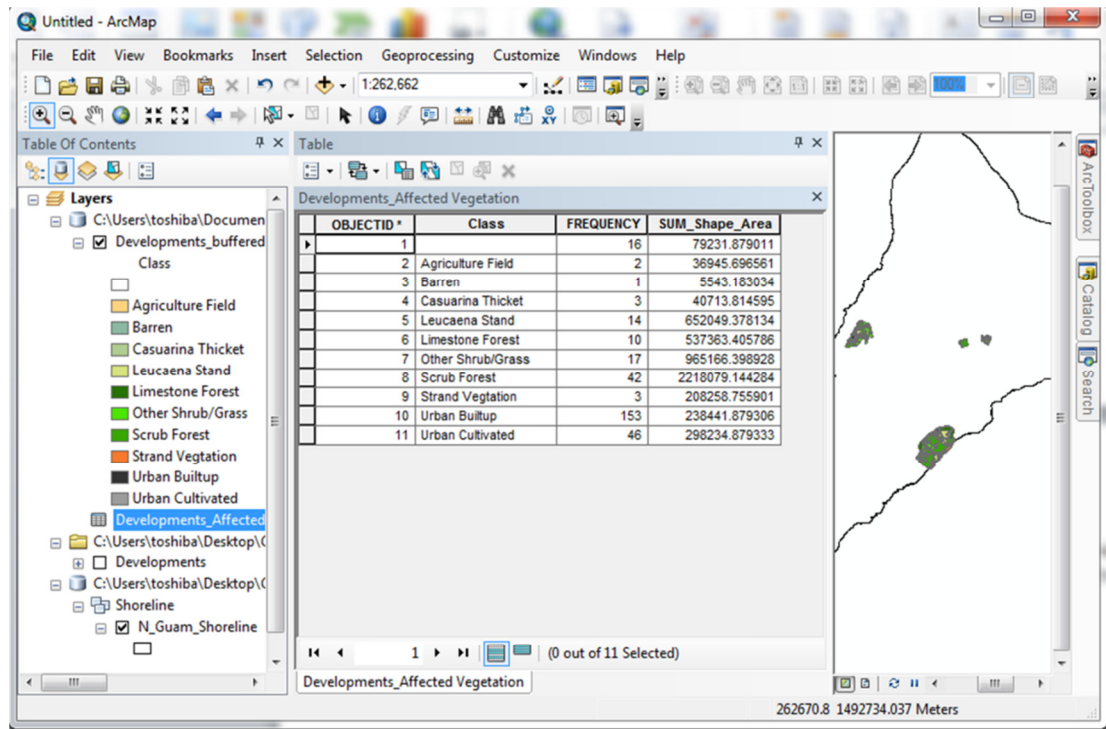 Untitled - ArcMap
File Edit View Bookmarks Insert Selection Geoprocessing Customize Windows Help
1:262,662
100%
Table Of Contents
Layers
C:\Users\toshiba\Documen
Developments_buffered
Class
Agriculture Field
Barren
Casuarina Thicket
Leucaena Stand
Limestone Forest
Other Shrub/Grass
Scrub Forest
Strand Vegtation
Urban Builtup
Urban Cultivated
Developments_Affected
C:\Users\toshiba\Desktop\(
Developments
C:\Users\toshiba\Desktop\(
Shoreline
N_Guam_Shoreline
Table
Developments_Affected Vegetation
OBJECTID * Class FREQUENCY SUM_Shape_Area
1 16 79231.879011
2 Agriculture Field 2 36945.696561
3 Barren 1 5543.183034
4 Casuarina Thicket 3 40713.814595
5 Leucaena Stand 14 652049.378134
6 Limestone Forest 10 537363.405786
7 Other Shrub/Grass 17 965166.398928
8 Scrub Forest 42 2218079.144284
9 Strand Vegtation 3 208258.755901
10 Urban Builtup 153 238441.879306
11 Urban Cultivated 46 298234.879333
1 (0 out of 11 Selected)
Developments_Affected Vegetation
ArcToolbox
Catalog
Search
262670.8 1492734.037 Meters